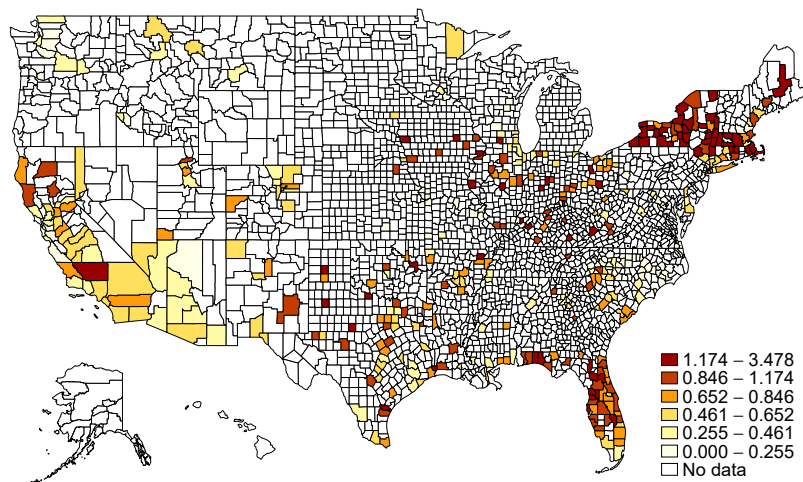 1.174 – 3.478
0.846 – 1.174
0.652 – 0.846
0.461 – 0.652
0.255 – 0.461
0.000 – 0.255
No data